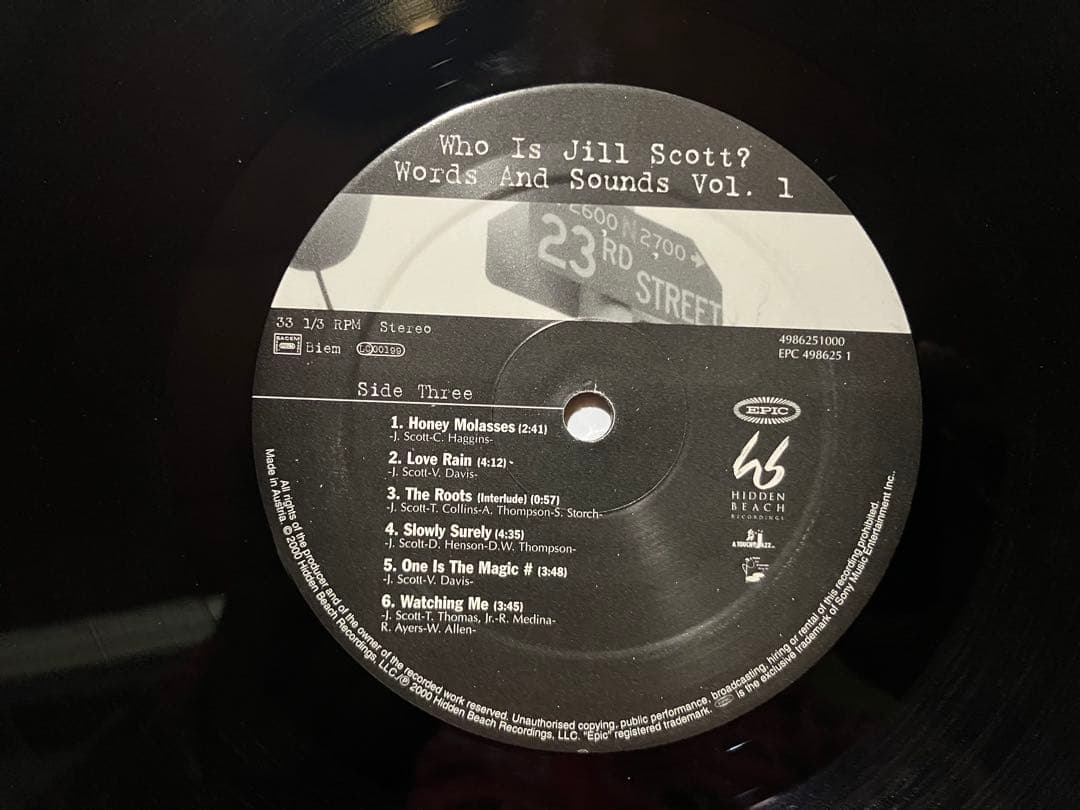 Who Is Jill Scott?
Words And Sounds Vol. 1
2600 N 2700 →
23RD
STREET
33 1/3 RPM Stereo
Biem LC00199
4986251000
EPC 498625 1
Side Three
1. Honey Molasses (2:41)
-J. Scott-C. Haggins-
2. Love Rain (4:12)
-J. Scott-V. Davis-
3. The Roots (Interlude) (0:57)
-J. Scott-T. Collins-A. Thompson-S. Storch-
4. Slowly Surely (4:35)
-J. Scott-D. Henson-D.W. Thompson-
5. One Is The Magic # (3:48)
-J. Scott-V. Davis-
6. Watching Me (3:45)
-J. Scott-T. Thomas, Jr.-R. Medina-
R. Ayers-W. Allen-
EPIC
hb
HIDDEN
BEACH
RECORDINGS
All rights of the producer and of the owner of the recorded work reserved. Unauthorised copying, public performance, broadcasting, hiring or rental of this recording prohibited.
Made in Austria. © 2000 Hidden Beach Recordings, LLC./℗ 2000 Hidden Beach Recordings, LLC. "Epic" registered trademark. is the exclusive trademark of Sony Music Entertainment Inc..